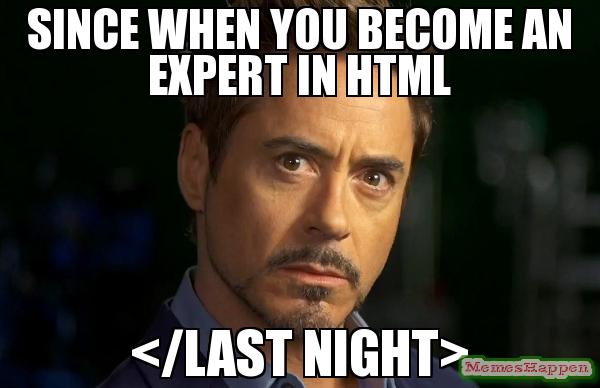 SINCE WHEN YOU BECOME AN
EXPERT IN HTML
</LAST NIGHT>
MemesHappen